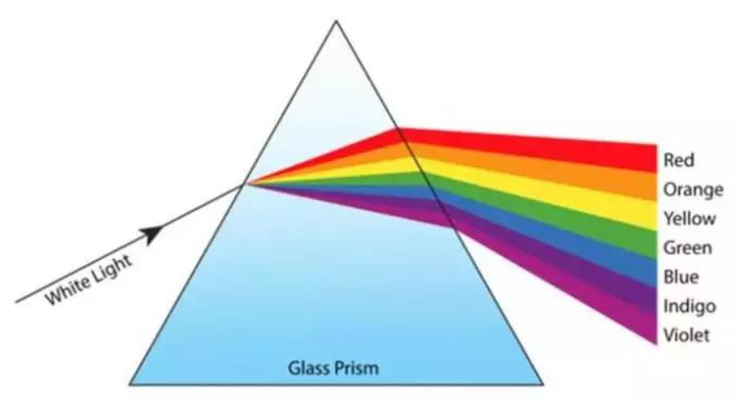 White Light
Glass Prism
Red
Orange
Yellow
Green
Blue
Indigo
Violet